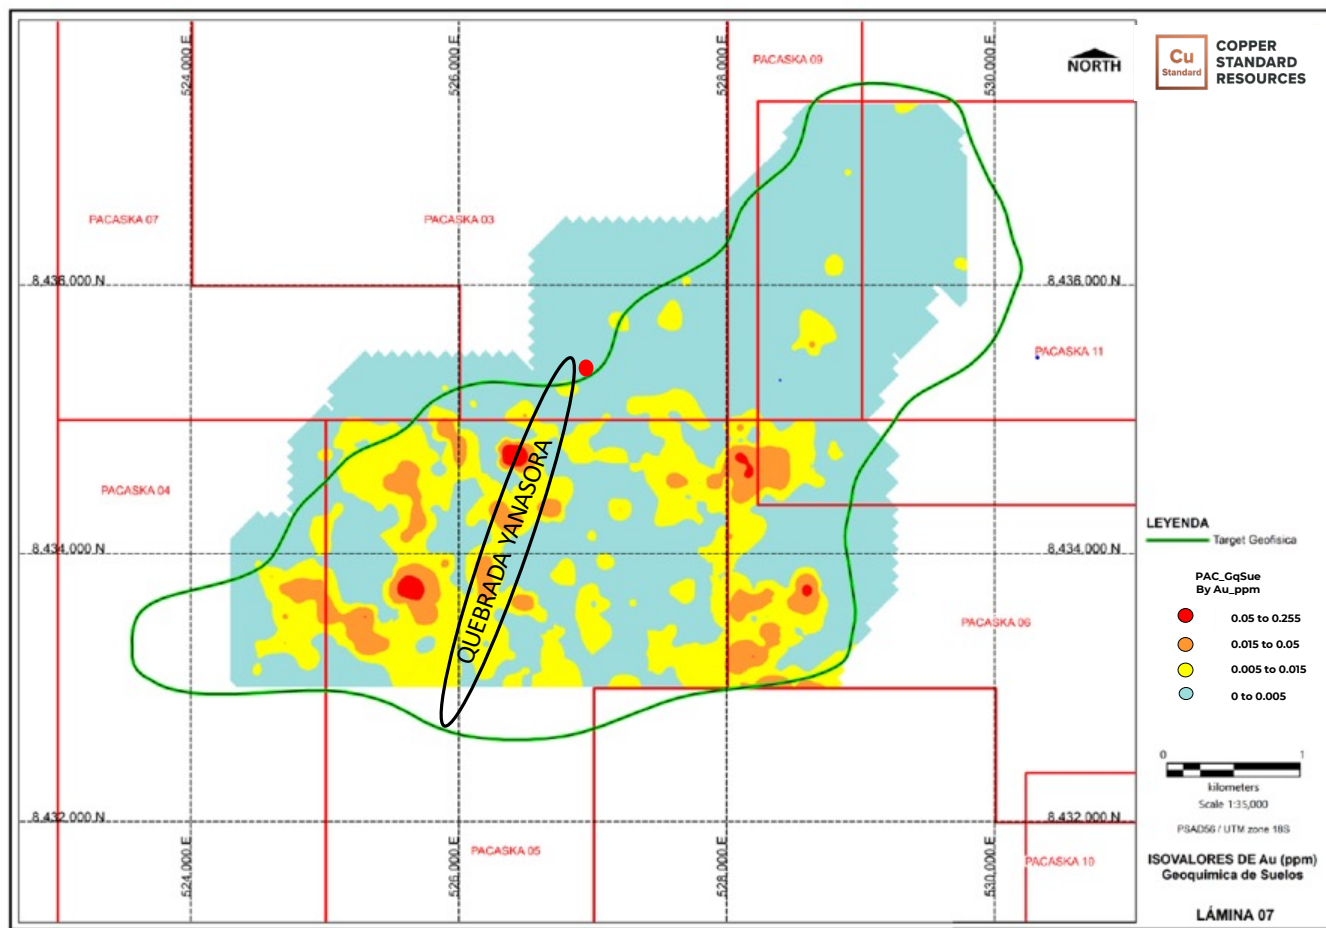 524,000 E
526,000 E
528,000 E
530,000 E
PACASKA 09
NORTH
Cu
Standard
COPPER
STANDARD
RESOURCES
PACASKA 07
PACASKA 03
8,436,000 N
8,436,000 N
PACASKA 11
QUEBRADA YANASORA
PACASKA 04
8,434,000 N
8,434,000 N
PACASKA 06
LEYENDA
Target Geofisica
PAC_GqSue
By Au_ppm
0.05 to 0.255
0.015 to 0.05
0.005 to 0.015
0 to 0.005
0 1
kilometers
Scale 1:35,000
PSAD56 / UTM zone 18S
8,432,000 N
8,432,000 N
PACASKA 05
PACASKA 10
524,000 E
526,000 E
528,000 E
530,000 E
ISOVALORES DE Au (ppm)
Geoquimica de Suelos
LÁMINA 07